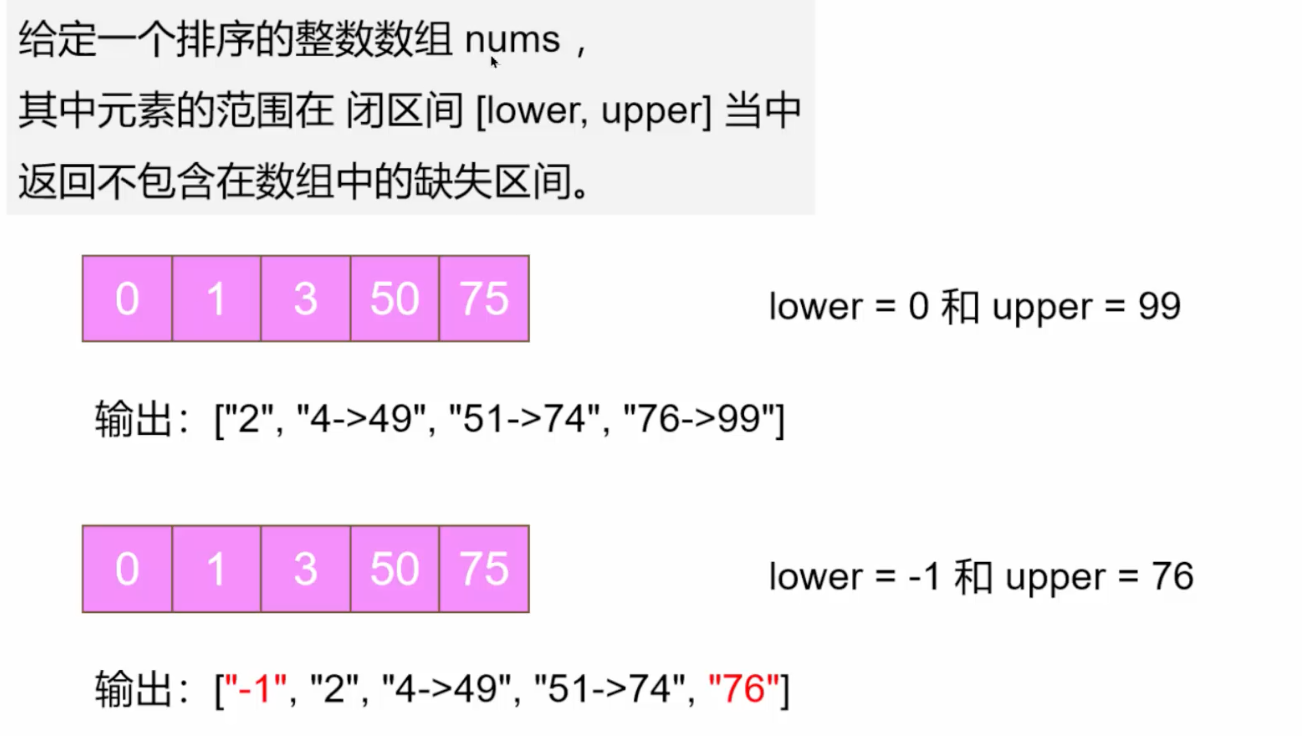 给定一个排序的整数数组 nums ，
其中元素的范围在 闭区间 [lower, upper] 当中
返回不包含在数组中的缺失区间。
0 1 3 50 75
lower = 0 和 upper = 99
输出：["2", "4->49", "51->74", "76->99"]
0 1 3 50 75
lower = -1 和 upper = 76
输出：["-1", "2", "4->49", "51->74", "76"]